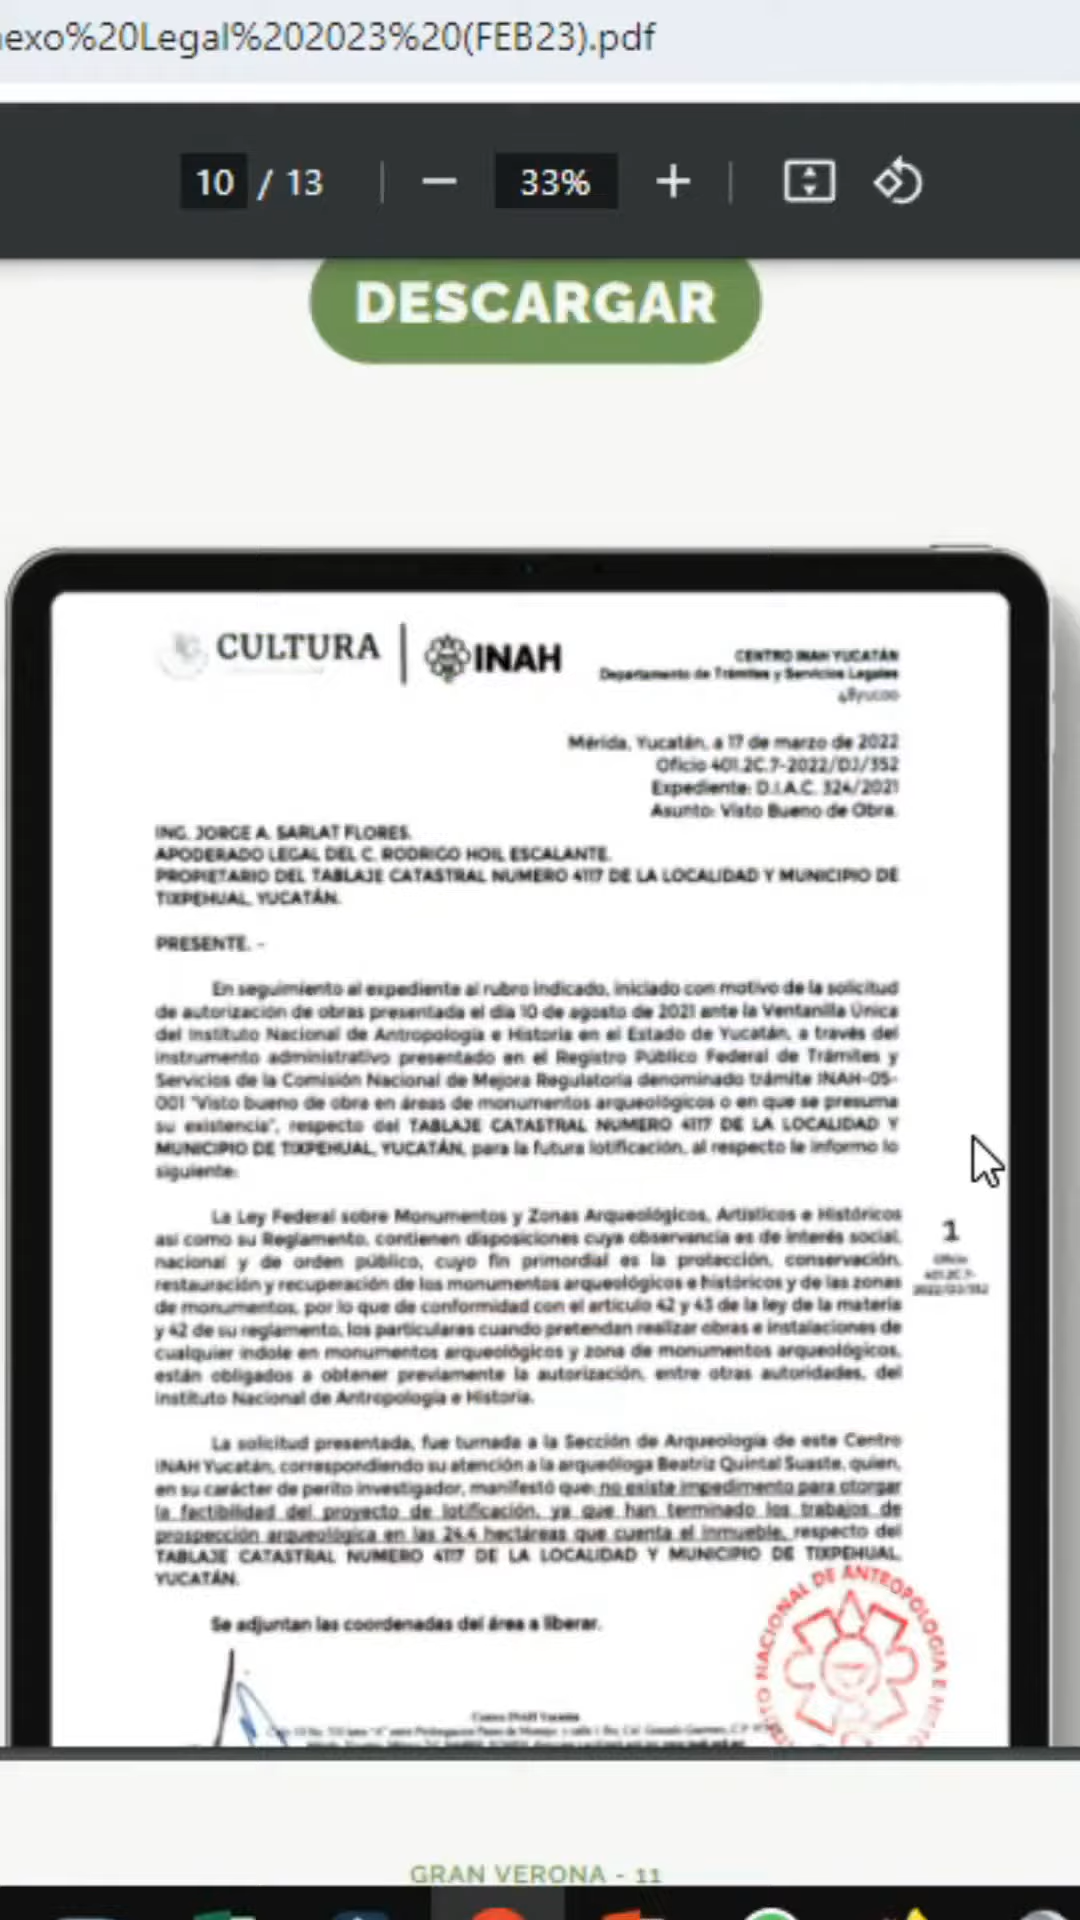 exo%20Legal%202023%20(FEB23).pdf
10 / 13
33%
DESCARGAR
CULTURA
INAH
CENTRO INAH YUCATÁN
Departamento de Trámites y Servicios Legales
Mérida, Yucatán, a 17 de marzo de 2022
Oficio 401.2C.7-2022/DJ/352
Expediente: D.I.A.C. 324/2021
Asunto: Visto Bueno de Obra.
ING. JORGE A. SARLAT FLORES.
APODERADO LEGAL DEL C. RODRIGO HOIL ESCALANTE.
PROPIETARIO DEL TABLAJE CATASTRAL NUMERO 4117 DE LA LOCALIDAD Y MUNICIPIO DE
TIXPEHUAL, YUCATÁN.
PRESENTE. -
En seguimiento al expediente al rubro indicado, iniciado con motivo de la solicitud
de autorización de obras presentada el día 10 de agosto de 2021 ante la Ventanilla Única
del Instituto Nacional de Antropología e Historia en el Estado de Yucatán, a través del
instrumento administrativo presentado en el Registro Público Federal de Trámites y
Servicios de la Comisión Nacional de Mejora Regulatoria denominado trámite INAH-05-
001 "Visto bueno de obra en áreas de monumentos arqueológicos o en que se presuma
su existencia", respecto del TABLAJE CATASTRAL NUMERO 4117 DE LA LOCALIDAD Y
MUNICIPIO DE TIXPEHUAL, YUCATÁN, para la futura lotificación, al respecto le informo lo
siguiente:
La Ley Federal sobre Monumentos y Zonas Arqueológicos, Artísticos e Históricos
así como su Reglamento, contienen disposiciones cuya observancia es de interés social,
nacional y de orden público, cuyo fin primordial es la protección, conservación,
restauración y recuperación de los monumentos arqueológicos e históricos y de las zonas
de monumentos, por lo que de conformidad con el artículo 42 y 43 de la ley de la materia
y 42 de su reglamento, los particulares cuando pretendan realizar obras e instalaciones de
cualquier índole en monumentos arqueológicos y zona de monumentos arqueológicos,
están obligados a obtener previamente la autorización, entre otras autoridades, del
Instituto Nacional de Antropología e Historia.
1
Oficio
401.2C.7-
2022/DJ/352
La solicitud presentada, fue turnada a la Sección de Arqueología de este Centro
INAH Yucatán, correspondiendo su atención a la arqueóloga Beatriz Quintal Suaste, quien,
en su carácter de perito investigador, manifestó que: no existe impedimento para otorgar
la factibilidad del proyecto de lotificación, ya que han terminado los trabajos de
prospección arqueológica en las 24.4 hectáreas que cuenta el inmueble, respecto del
TABLAJE CATASTRAL NUMERO 4117 DE LA LOCALIDAD Y MUNICIPIO DE TIXPEHUAL,
YUCATÁN.
Se adjuntan las coordenadas del área a liberar.
NACIONAL DE ANTROPOLOGIA E
Centro INAH Yucatán
GRAN VERONA - 11